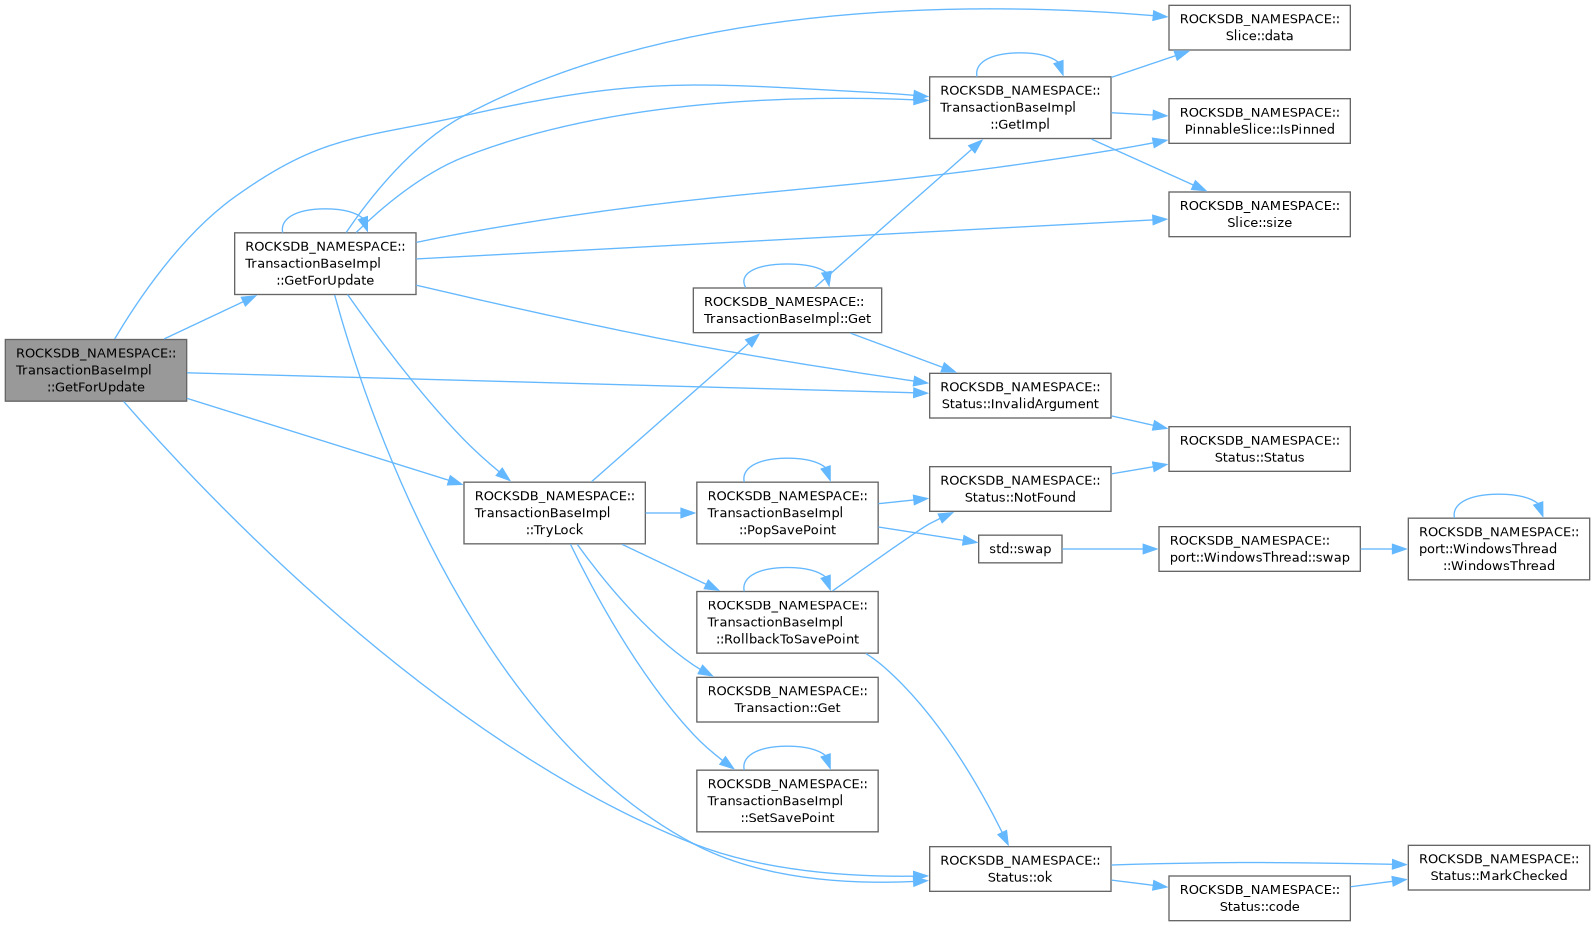 ROCKSDB_NAMESPACE::
TransactionBaseImpl
::GetForUpdate
ROCKSDB_NAMESPACE::
TransactionBaseImpl
::GetForUpdate
ROCKSDB_NAMESPACE::
TransactionBaseImpl
::TryLock
ROCKSDB_NAMESPACE::
TransactionBaseImpl::Get
ROCKSDB_NAMESPACE::
TransactionBaseImpl
::PopSavePoint
ROCKSDB_NAMESPACE::
TransactionBaseImpl
::RollbackToSavePoint
ROCKSDB_NAMESPACE::
Transaction::Get
ROCKSDB_NAMESPACE::
TransactionBaseImpl
::SetSavePoint
ROCKSDB_NAMESPACE::
TransactionBaseImpl
::GetImpl
ROCKSDB_NAMESPACE::
Status::InvalidArgument
ROCKSDB_NAMESPACE::
Status::NotFound
std::swap
ROCKSDB_NAMESPACE::
Status::ok
ROCKSDB_NAMESPACE::
Slice::data
ROCKSDB_NAMESPACE::
PinnableSlice::IsPinned
ROCKSDB_NAMESPACE::
Slice::size
ROCKSDB_NAMESPACE::
Status::Status
ROCKSDB_NAMESPACE::
port::WindowsThread::swap
ROCKSDB_NAMESPACE::
Status::code
ROCKSDB_NAMESPACE::
port::WindowsThread
::WindowsThread
ROCKSDB_NAMESPACE::
Status::MarkChecked